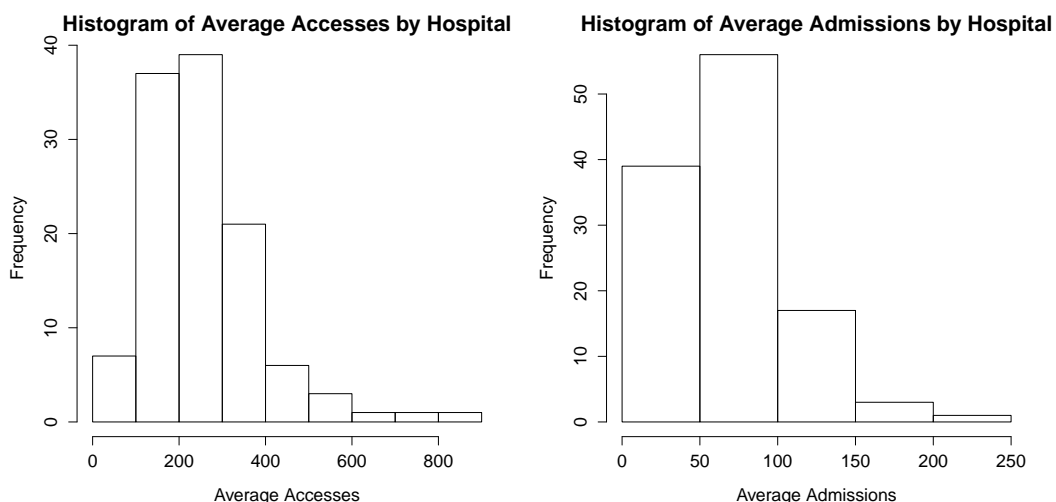 Histogram of Average Accesses by Hospital
40
30
20
10
0
Frequency
0 200 400 600 800
Average Accesses
Histogram of Average Admissions by Hospital
50
40
30
20
10
0
Frequency
0 50 100 150 200 250
Average Admissions